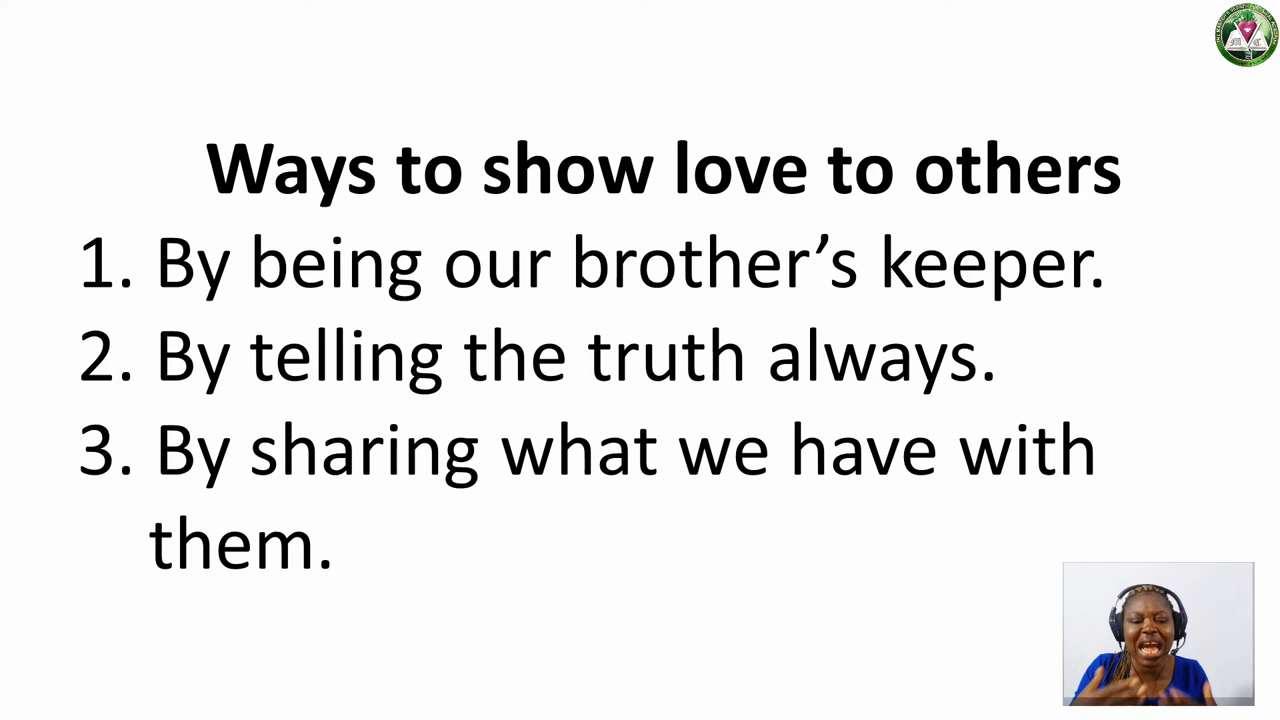 Ways to show love to others
1. By being our brother’s keeper.
2. By telling the truth always.
3. By sharing what we have with
them.